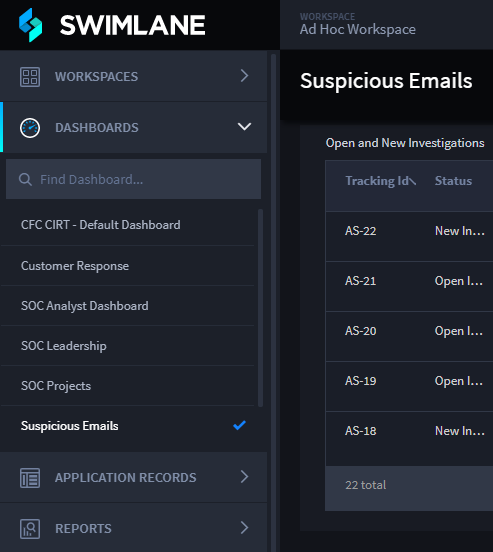 SWIMLANE
WORKSPACES
DASHBOARDS
Find Dashboard...
CFC CIRT - Default Dashboard
Customer Response
SOC Analyst Dashboard
SOC Leadership
SOC Projects
Suspicious Emails
APPLICATION RECORDS
REPORTS
WORKSPACE
Ad Hoc Workspace
Suspicious Emails
Open and New Investigations
Tracking Id Status
AS-22 New In...
AS-21 Open I...
AS-20 Open I...
AS-19 Open I...
AS-18 New In...
22 total